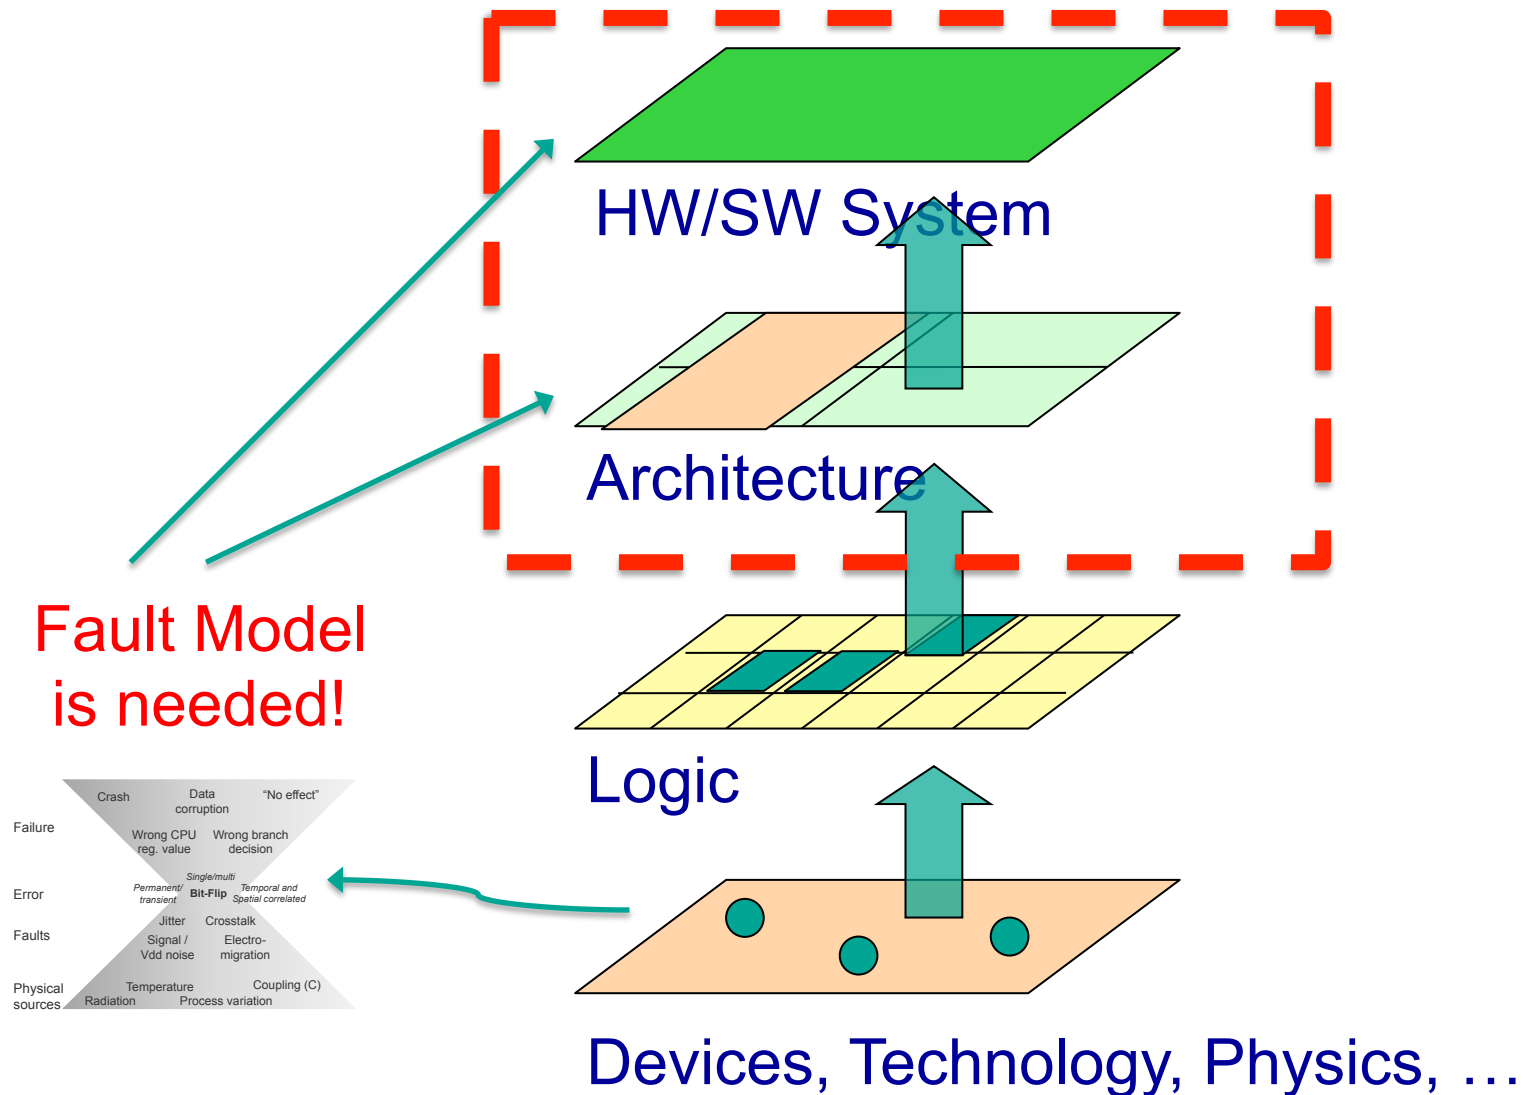 HW/SW System
Architecture
Fault Model
is needed!
Logic
Devices, Technology, Physics, …
Failure
Crash
Data
corruption
“No effect”
Wrong CPU
reg. value
Wrong branch
decision
Error
Single/multi
Permanent/
transient
Bit-Flip
Temporal and
Spatial correlated
Faults
Jitter
Crosstalk
Signal /
Vdd noise
Electro-
migration
Physical
sources
Temperature
Coupling (C)
Radiation
Process variation